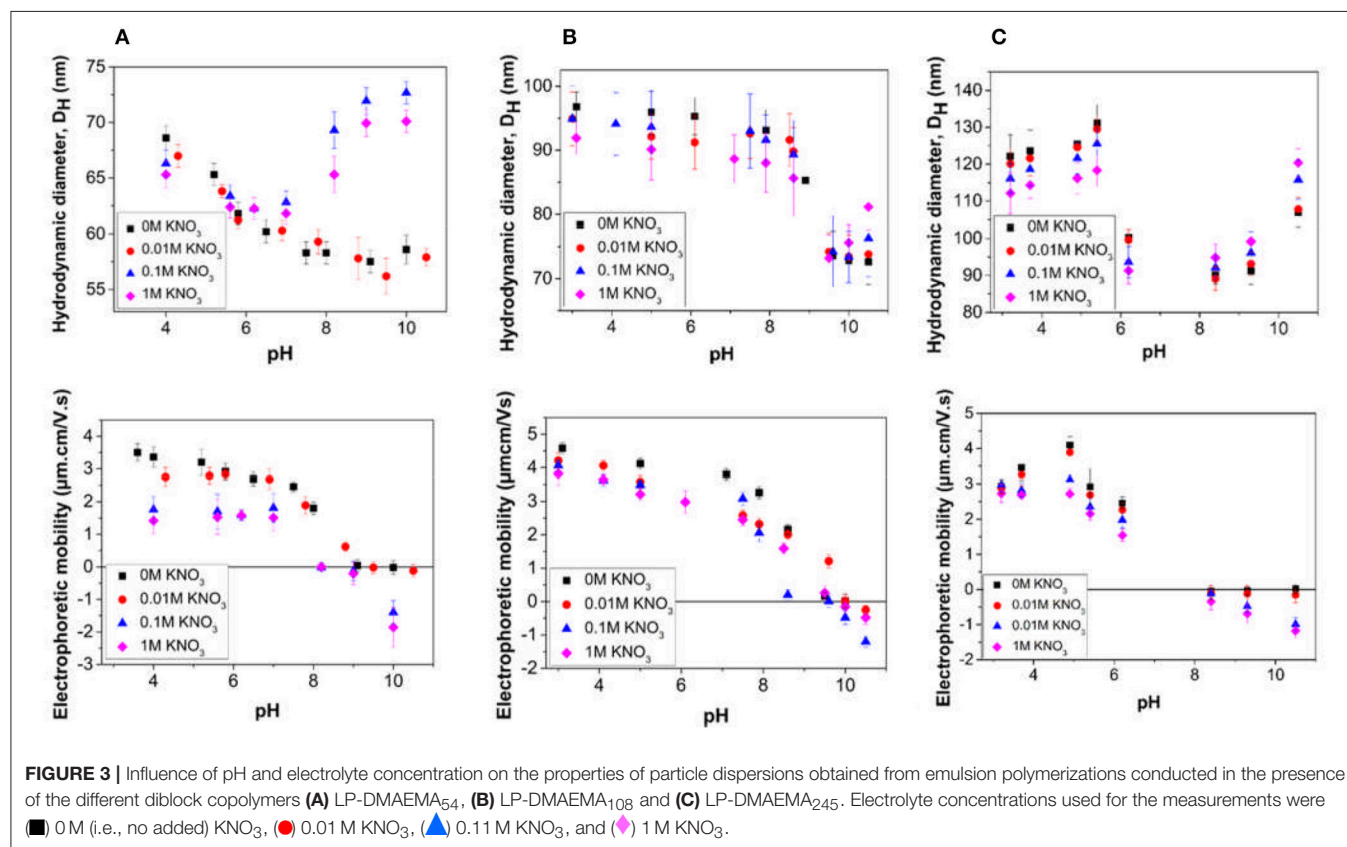 A
B
C
Hydrodynamic diameter, D_H (nm)
75
70
65
60
55
0M KNO₃
0.01M KNO₃
0.1M KNO₃
1M KNO₃
4 6 8 10
pH
Hydrodynamic diameter, D_H (nm)
100
90
80
70
0M KNO₃
0.01M KNO₃
0.1M KNO₃
1M KNO₃
4 6 8 10
pH
Hydrodynamic diameter, D_H (nm)
140
130
120
110
100
90
80
0M KNO₃
0.01M KNO₃
0.1M KNO₃
1M KNO₃
4 6 8 10
pH
Electrophoretic mobility (µm.cm/V.s)
4
3
2
1
0
-1
-2
-3
0M KNO₃
0.01M KNO₃
0.1M KNO₃
1M KNO₃
4 6 8 10
pH
Electrophoretic mobility (µmcm/Vs)
5
4
3
2
1
0
-1
-2
0M KNO₃
0.01M KNO₃
0.1M KNO₃
1M KNO₃
4 6 8 10
pH
Electrophoretic mobility (µm.cm/V.s)
5
4
3
2
1
0
-1
-2
0M KNO₃
0.01M KNO₃
0.01M KNO₃
1M KNO₃
4 6 8 10
pH
FIGURE 3 | Influence of pH and electrolyte concentration on the properties of particle dispersions obtained from emulsion polymerizations conducted in the presence
of the different diblock copolymers (A) LP-DMAEMA₅₄, (B) LP-DMAEMA₁₀₈ and (C) LP-DMAEMA₂₄₅. Electrolyte concentrations used for the measurements were
(■) 0 M (i.e., no added) KNO₃, (●) 0.01 M KNO₃, (▲) 0.11 M KNO₃, and (◆) 1 M KNO₃.